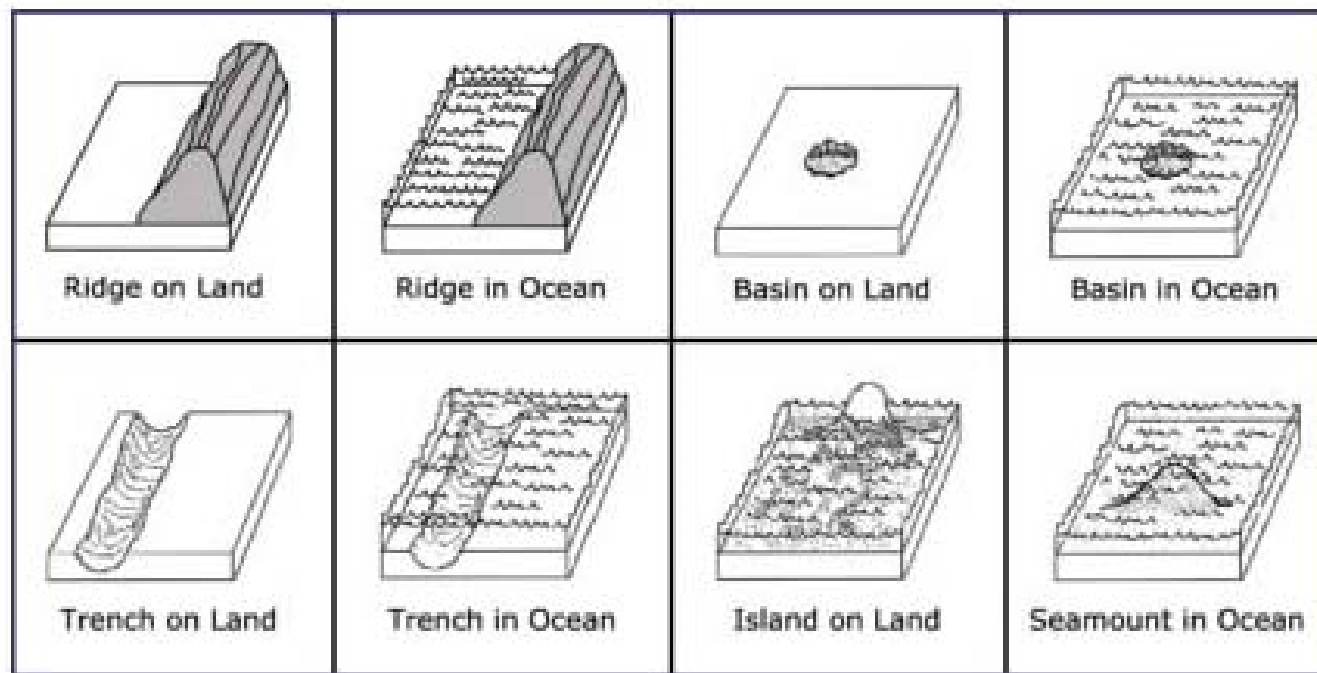 Ridge on Land
Ridge in Ocean
Basin on Land
Basin in Ocean
Trench on Land
Trench in Ocean
Island on Land
Seamount in Ocean